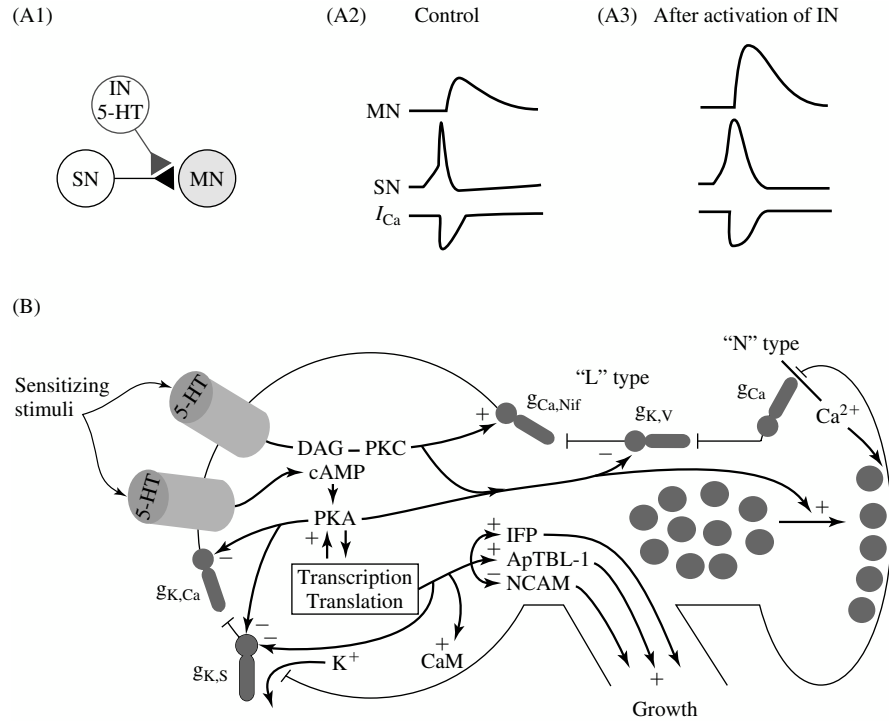 (A1)
(A2) Control
(A3) After activation of IN
IN
5-HT
SN
MN
MN
SN
I_Ca
(B)
Sensitizing
stimuli
5-HT
5-HT
DAG – PKC
cAMP
PKA
+
Transcription
Translation
+
"L" type
g_Ca,Nif
g_K,V
–
"N" type
g_Ca
Ca²⁺
+
–
g_K,Ca
–
–
g_K,S
K⁺
+
CaM
+ IFP
+ ApTBL-1
– NCAM
+
Growth